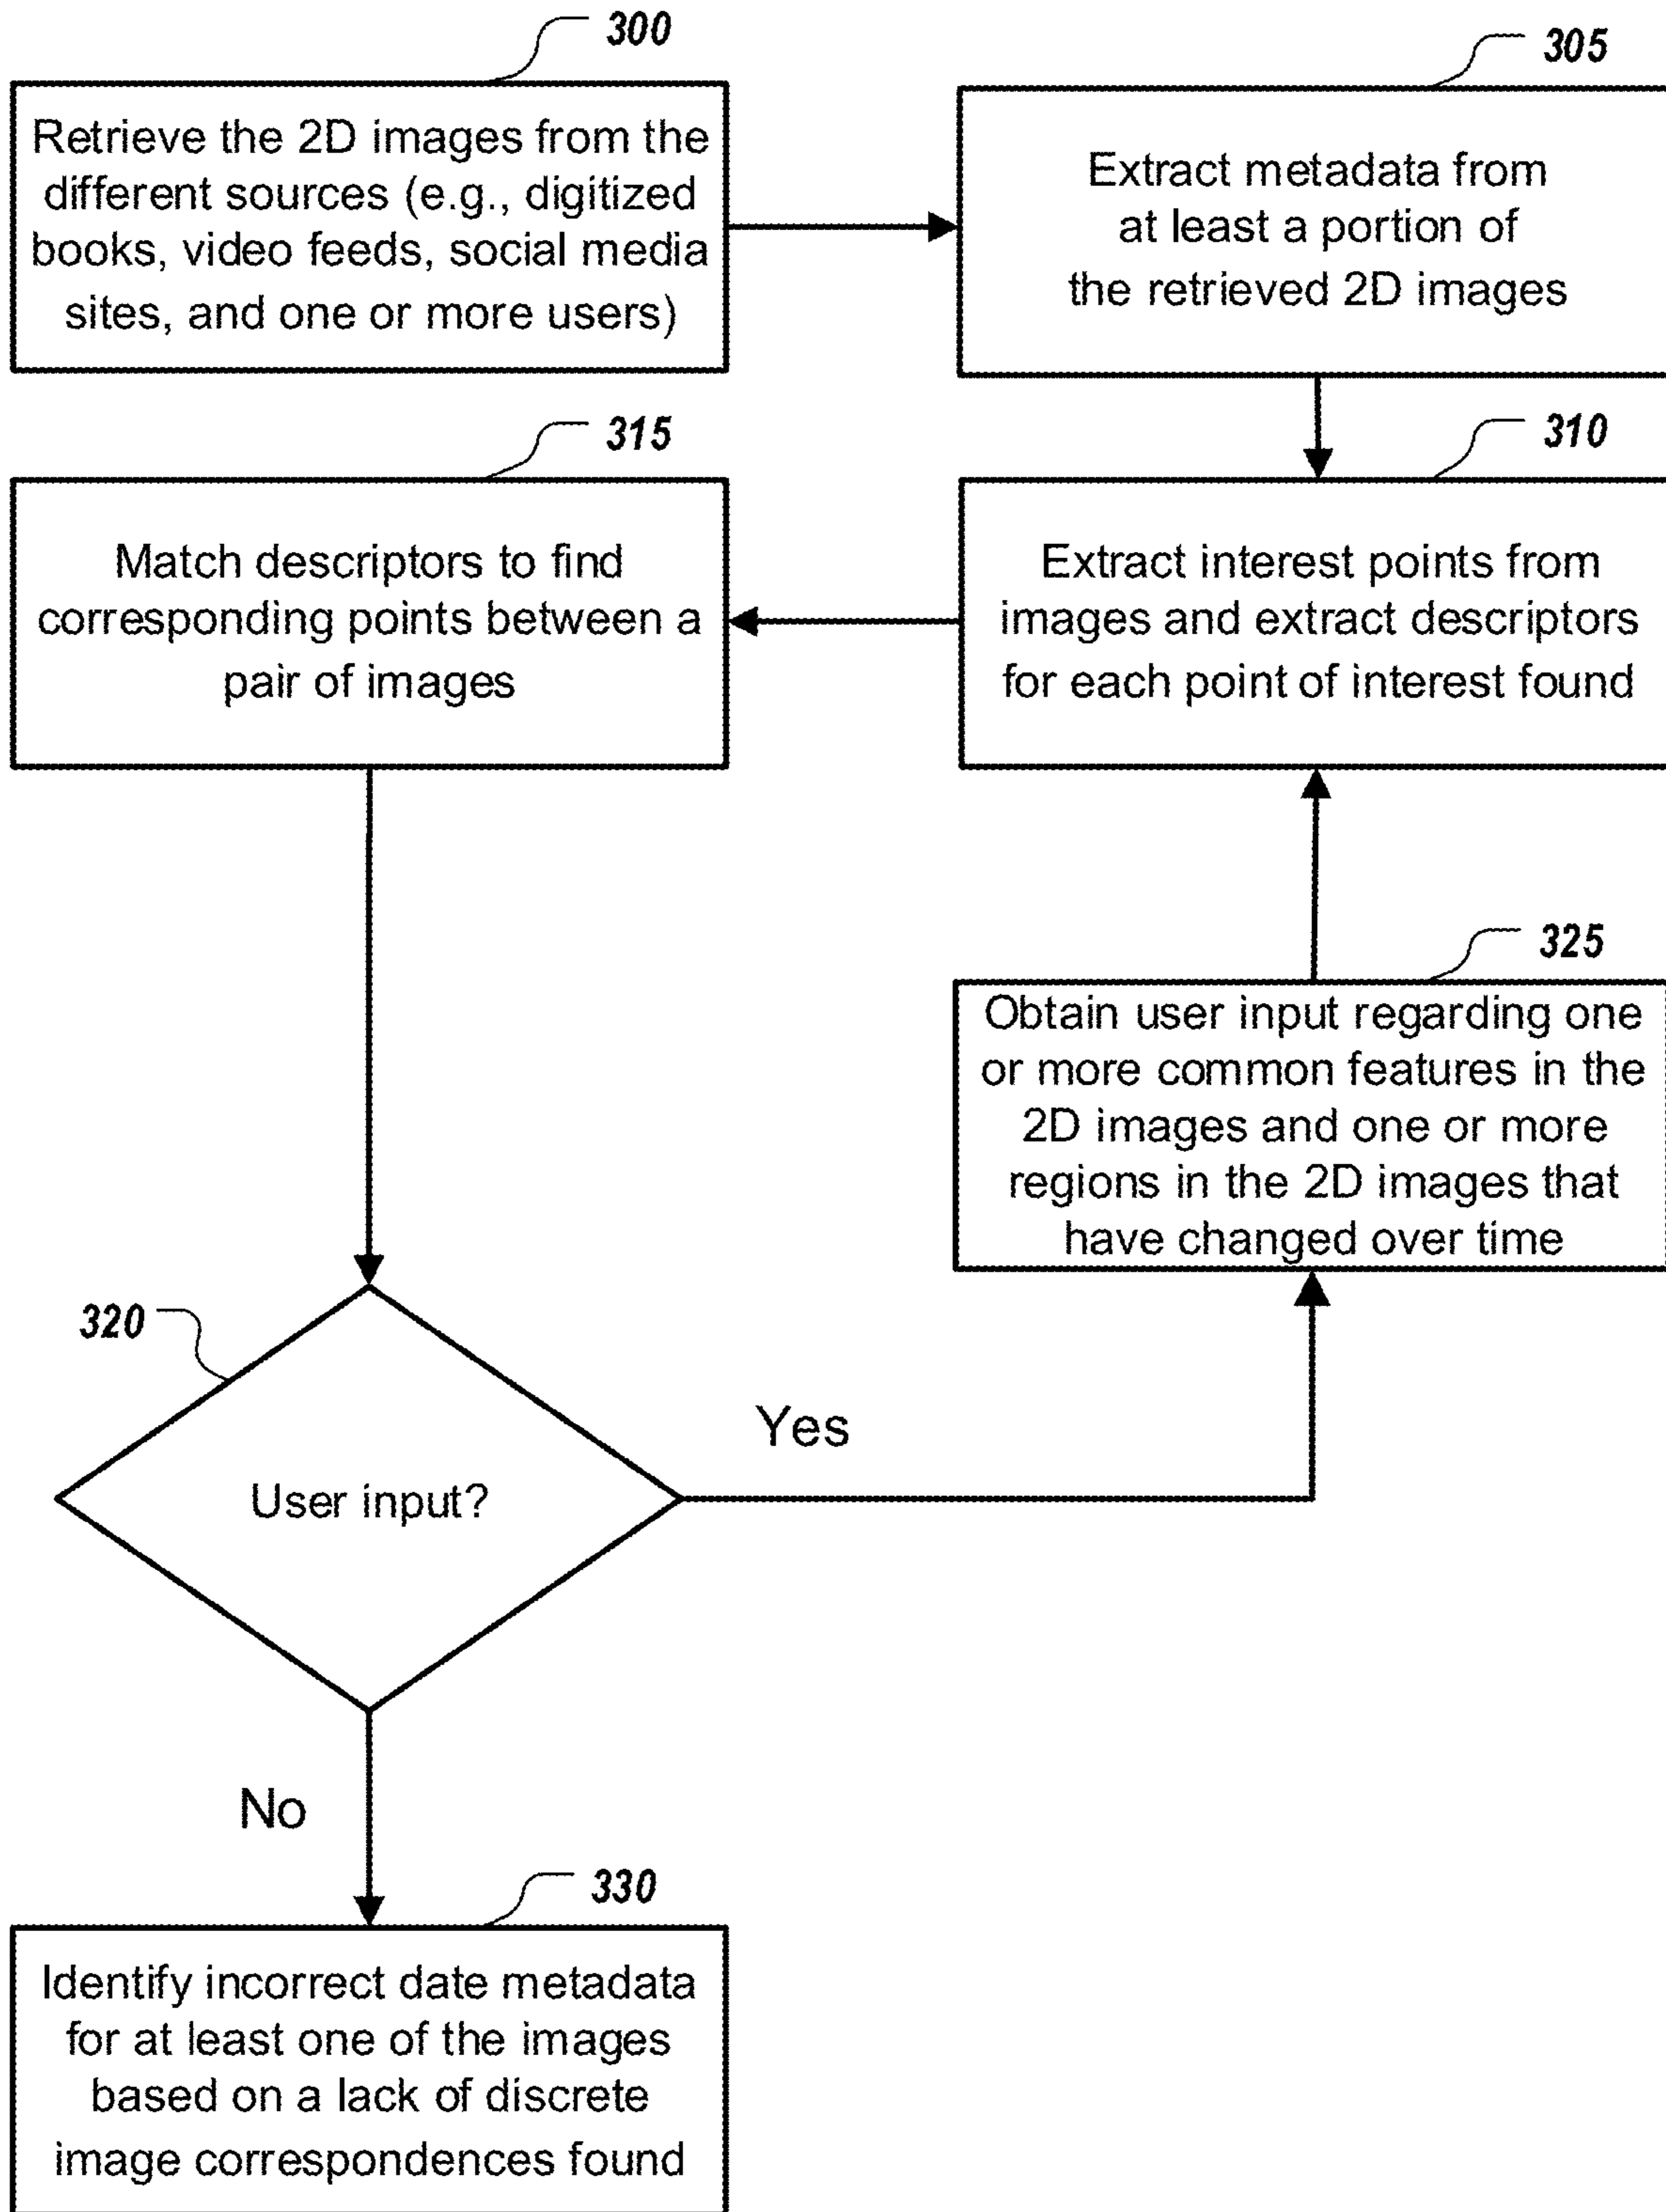 300
Retrieve the 2D images from the
different sources (e.g., digitized
books, video feeds, social media
sites, and one or more users)
305
Extract metadata from
at least a portion of
the retrieved 2D images
310
Extract interest points from
images and extract descriptors
for each point of interest found
315
Match descriptors to find
corresponding points between a
pair of images
320
User input?
Yes
325
Obtain user input regarding one
or more common features in the
2D images and one or more
regions in the 2D images that
have changed over time
No
330
Identify incorrect date metadata
for at least one of the images
based on a lack of discrete
image correspondences found